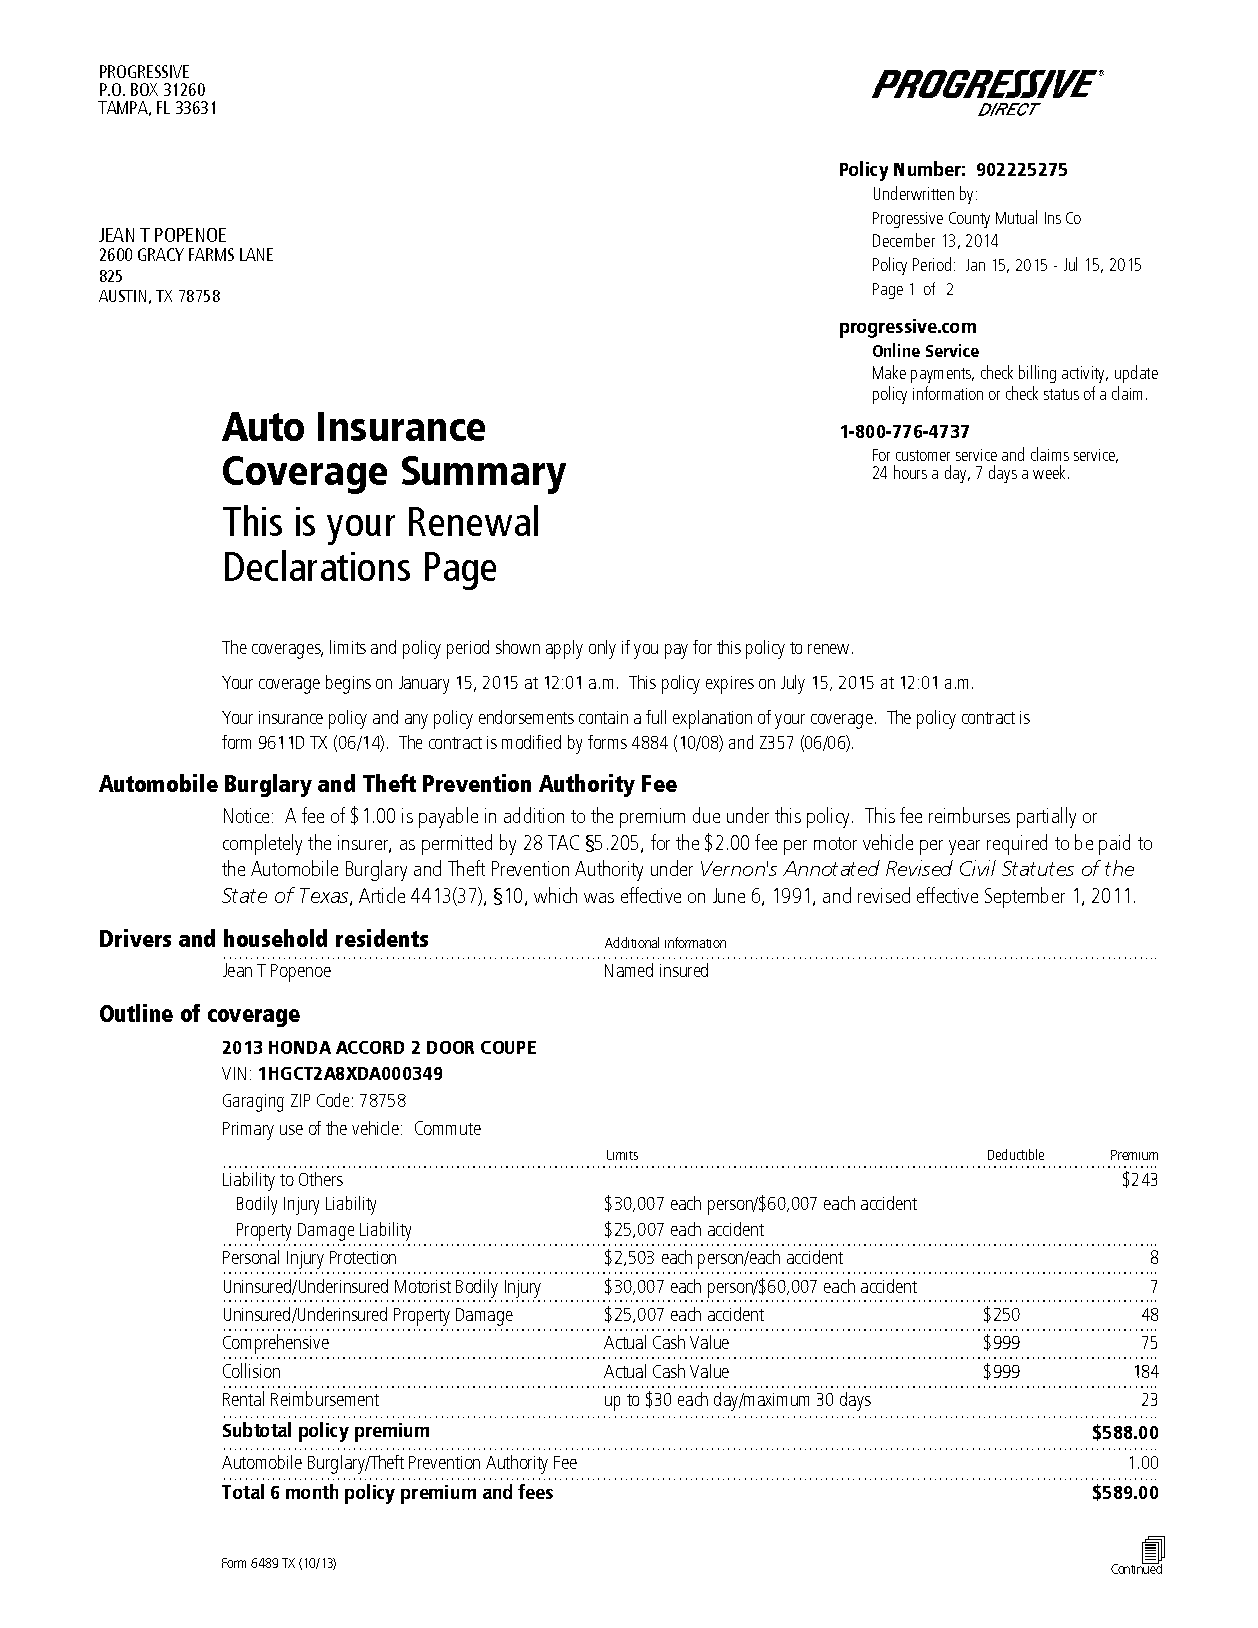 PROGRESSIVE
P.O. BOX 31260
TAMPA, FL 33631
PROGRESSIVE®
DIRECT
Policy Number: 902225275
Underwritten by:
Progressive County Mutual Ins Co
December 13, 2014
Policy Period: Jan 15, 2015 - Jul 15, 2015
Page 1 of 2
JEAN T POPENOE
2600 GRACY FARMS LANE
825
AUSTIN, TX 78758
progressive.com
Online Service
Make payments, check billing activity, update
policy information or check status of a claim.
1-800-776-4737
For customer service and claims service,
24 hours a day, 7 days a week.
Auto Insurance
Coverage Summary
This is your Renewal
Declarations Page
The coverages, limits and policy period shown apply only if you pay for this policy to renew.
Your coverage begins on January 15, 2015 at 12:01 a.m. This policy expires on July 15, 2015 at 12:01 a.m.
Your insurance policy and any policy endorsements contain a full explanation of your coverage. The policy contract is
form 9611D TX (06/14). The contract is modified by forms 4884 (10/08) and Z357 (06/06).
Automobile Burglary and Theft Prevention Authority Fee
Notice: A fee of $1.00 is payable in addition to the premium due under this policy. This fee reimburses partially or
completely the insurer, as permitted by 28 TAC §5.205, for the $2.00 fee per motor vehicle per year required to be paid to
the Automobile Burglary and Theft Prevention Authority under Vernon's Annotated Revised Civil Statutes of the
State of Texas, Article 4413(37), §10, which was effective on June 6, 1991, and revised effective September 1, 2011.
Drivers and household residents Additional information
Jean T Popenoe Named insured
Outline of coverage
2013 HONDA ACCORD 2 DOOR COUPE
VIN: 1HGCT2A8XDA000349
Garaging ZIP Code: 78758
Primary use of the vehicle: Commute
Limits Deductible Premium
Liability to Others $243
Bodily Injury Liability $30,007 each person/$60,007 each accident
Property Damage Liability $25,007 each accident
Personal Injury Protection $2,503 each person/each accident 8
Uninsured/Underinsured Motorist Bodily Injury $30,007 each person/$60,007 each accident 7
Uninsured/Underinsured Property Damage $25,007 each accident $250 48
Comprehensive Actual Cash Value $999 75
Collision Actual Cash Value $999 184
Rental Reimbursement up to $30 each day/maximum 30 days 23
Subtotal policy premium $588.00
Automobile Burglary/Theft Prevention Authority Fee 1.00
Total 6 month policy premium and fees $589.00
Form 6489 TX (10/13)
Continued